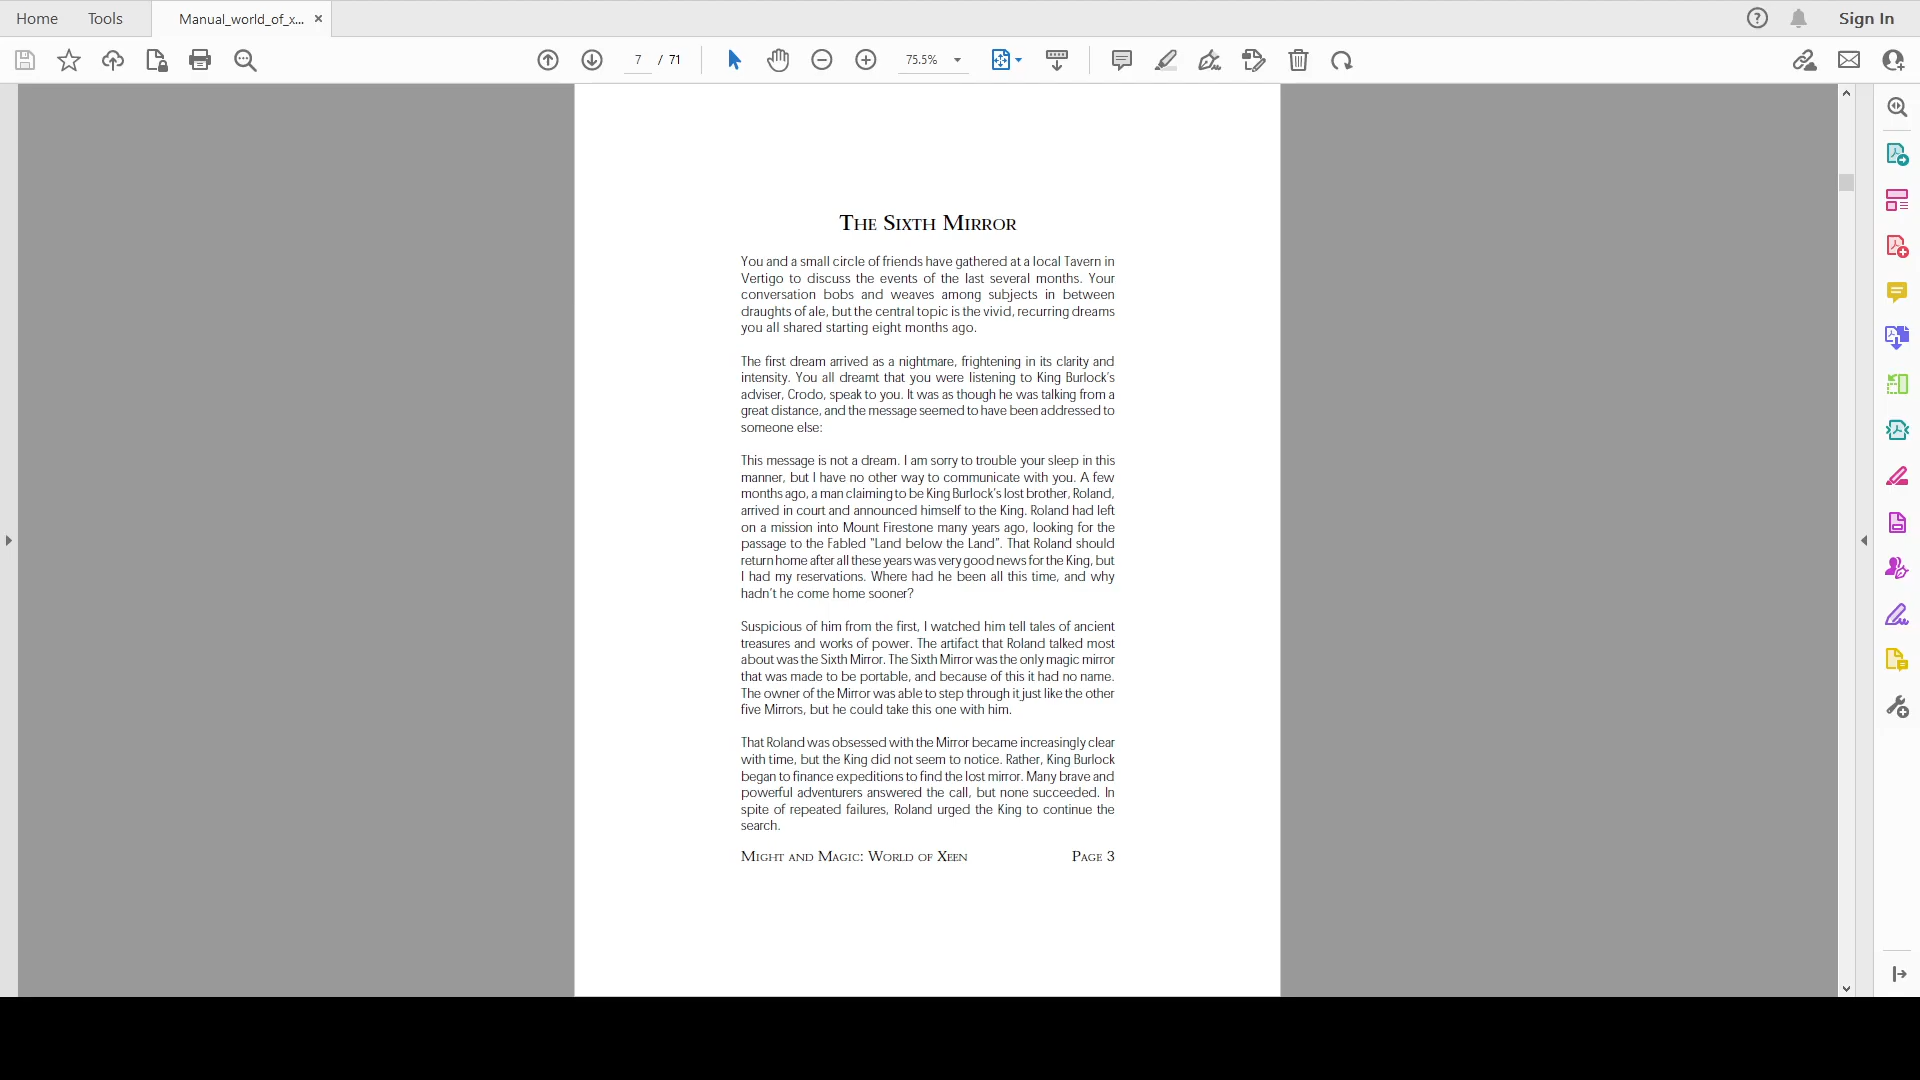 Home Tools Manual_world_of_x... × Sign In
7 / 71 75.5%
THE SIXTH MIRROR
You and a small circle of friends have gathered at a local Tavern in
Vertigo to discuss the events of the last several months. Your
conversation bobs and weaves among subjects in between
draughts of ale, but the central topic is the vivid, recurring dreams
you all shared starting eight months ago.
The first dream arrived as a nightmare, frightening in its clarity and
intensity. You all dreamt that you were listening to King Burlock's
adviser, Crodo, speak to you. It was as though he was talking from a
great distance, and the message seemed to have been addressed to
someone else:
This message is not a dream. I am sorry to trouble your sleep in this
manner, but I have no other way to communicate with you. A few
months ago, a man claiming to be King Burlock's lost brother, Roland,
arrived in court and announced himself to the King. Roland had left
on a mission into Mount Firestone many years ago, looking for the
passage to the Fabled "Land below the Land". That Roland should
return home after all these years was very good news for the King, but
I had my reservations. Where had he been all this time, and why
hadn't he come home sooner?
Suspicious of him from the first, I watched him tell tales of ancient
treasures and works of power. The artifact that Roland talked most
about was the Sixth Mirror. The Sixth Mirror was the only magic mirror
that was made to be portable, and because of this it had no name.
The owner of the Mirror was able to step through it just like the other
five Mirrors, but he could take this one with him.
That Roland was obsessed with the Mirror became increasingly clear
with time, but the King did not seem to notice. Rather, King Burlock
began to finance expeditions to find the lost mirror. Many brave and
powerful adventurers answered the call, but none succeeded. In
spite of repeated failures, Roland urged the King to continue the
search.
MIGHT AND MAGIC: WORLD OF XEEN PAGE 3